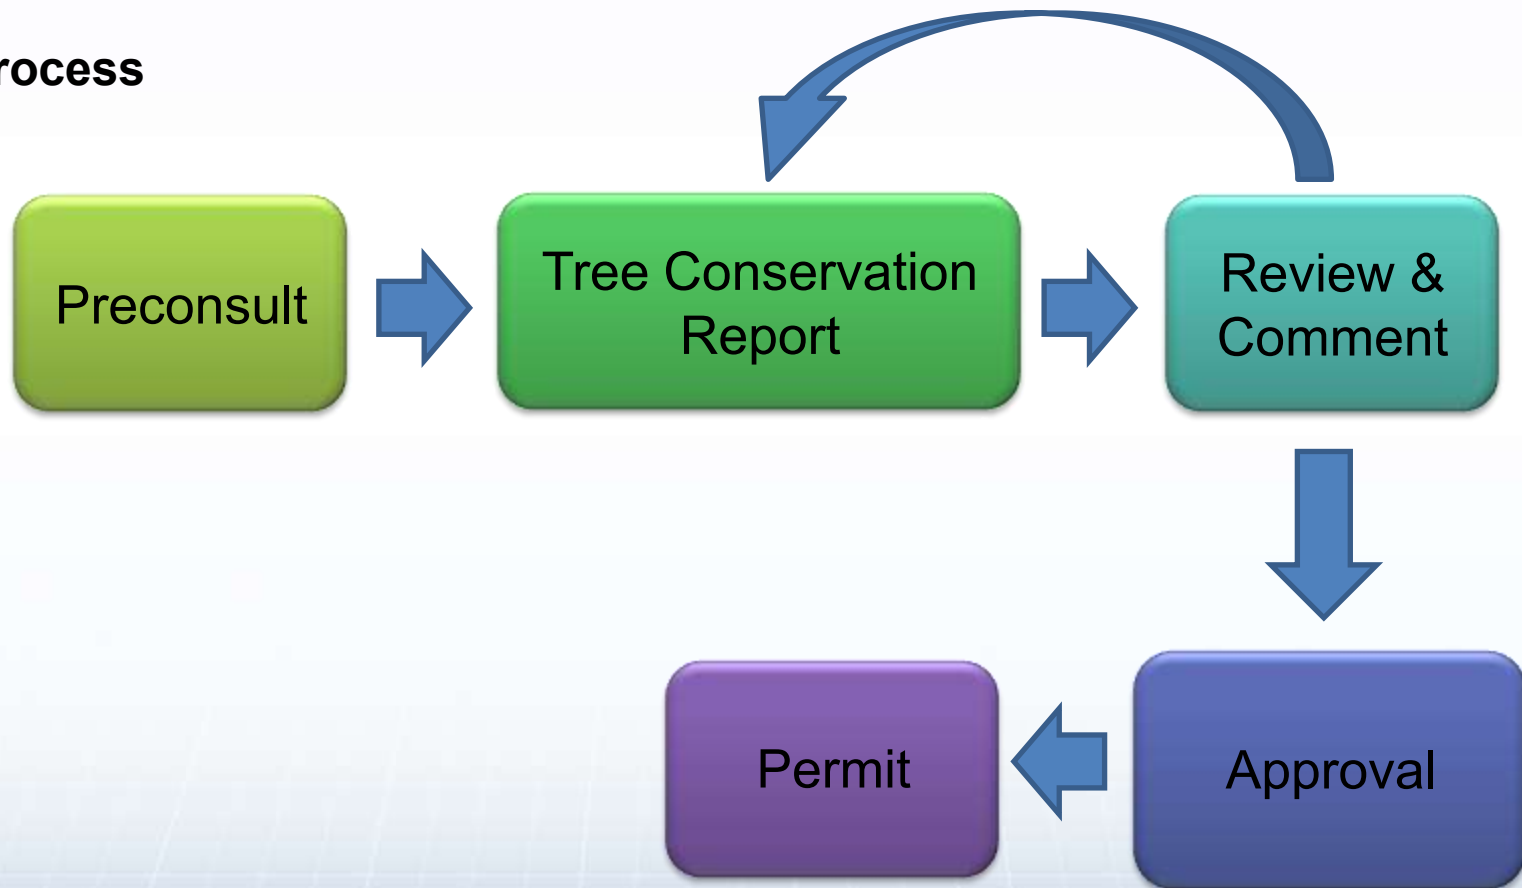 rocess
Preconsult
Tree Conservation
Report
Review &
Comment
Permit
Approval